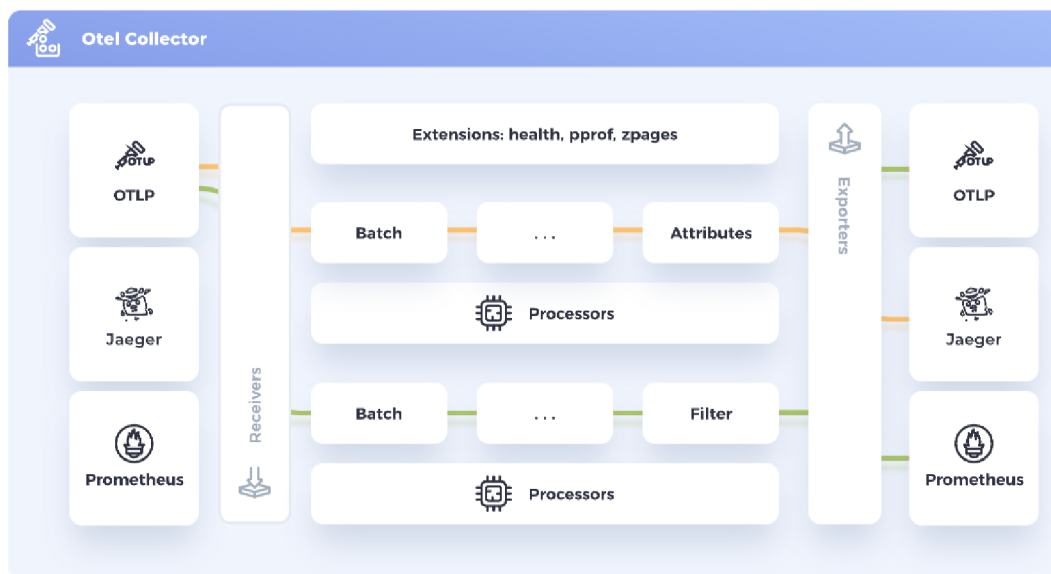 Otel Collector
OTLP
OTLP
Jaeger
Prometheus
Receivers
Extensions: health, pprof, zpages
Batch
...
Attributes
Processors
Batch
...
Filter
Processors
Exporters
OTLP
OTLP
Jaeger
Prometheus